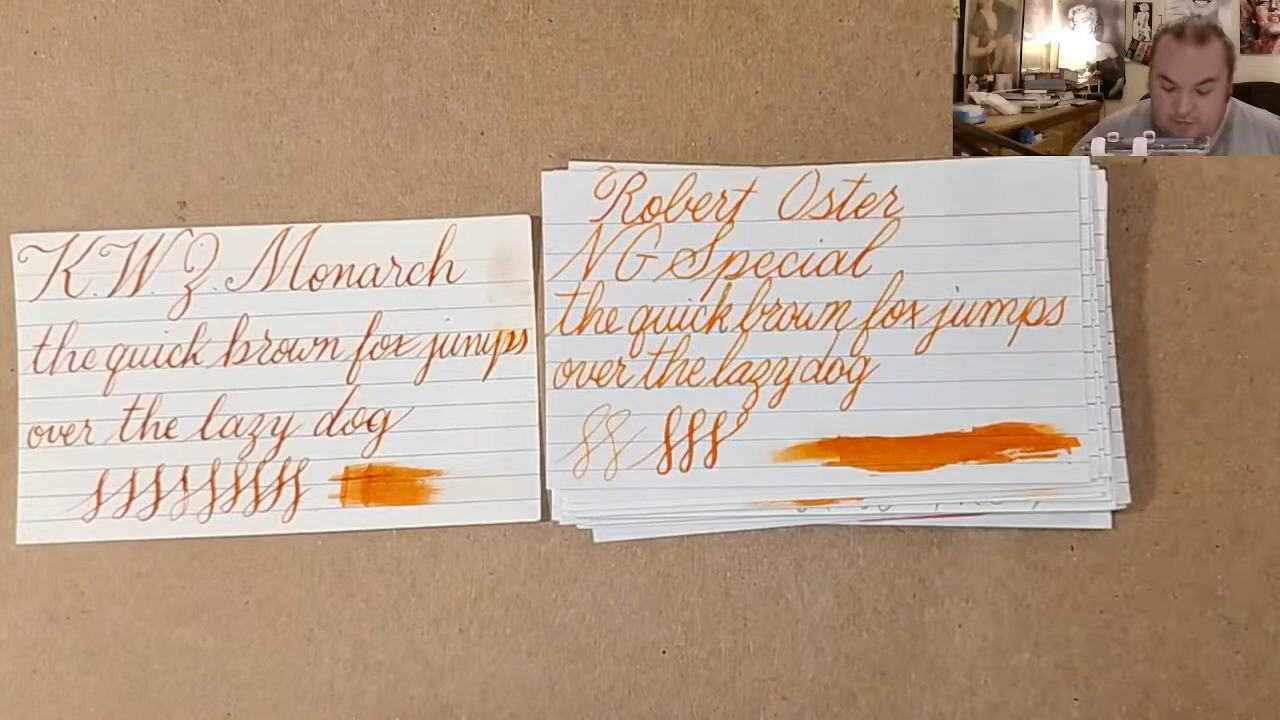 K.W.Z. Monarch
the quick brown fox jumps
over the lazy dog
Robert Oster
NG Special
the quick brown fox jumps
over the lazy dog